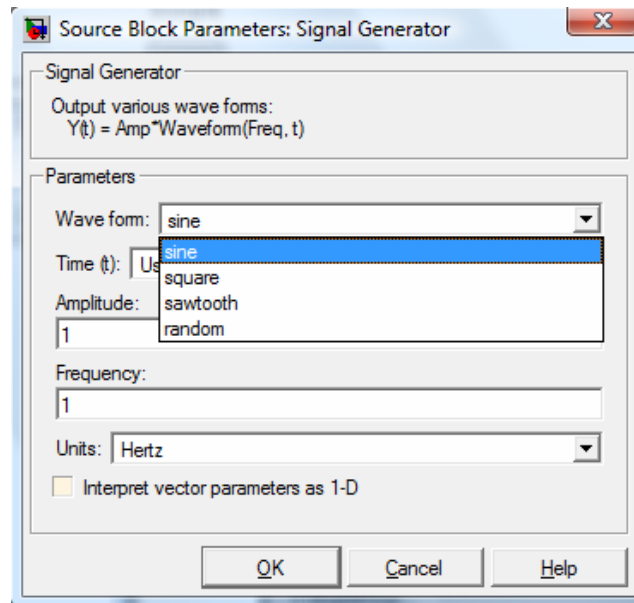 Source Block Parameters: Signal Generator
Signal Generator
Output various wave forms:
Y(t) = Amp*Waveform(Freq, t)
Parameters
Wave form: sine
sine
Time (t): Us
square
Amplitude:
sawtooth
1
random
Frequency:
1
Units: Hertz
Interpret vector parameters as 1-D
OK Cancel Help